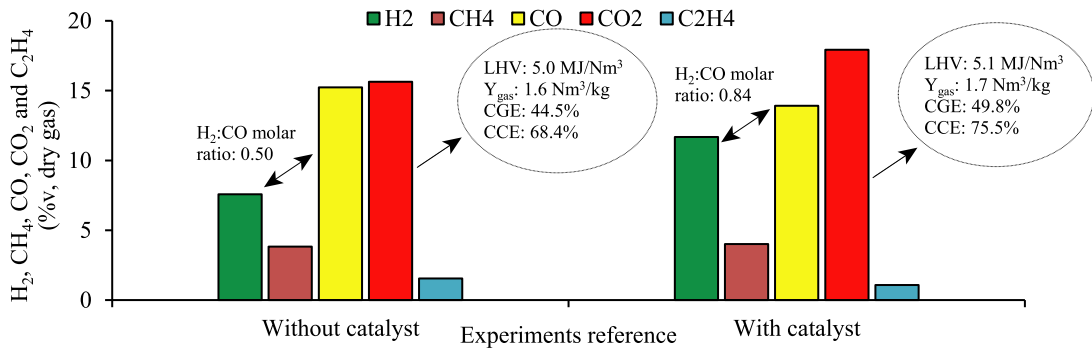 H2 CH4 CO CO2 C2H4
H₂, CH₄, CO, CO₂ and C₂H₄
(%v, dry gas)
20
15
10
5
0
H₂:CO molar
ratio: 0.50
LHV: 5.0 MJ/Nm³
Y_gas: 1.6 Nm³/kg
CGE: 44.5%
CCE: 68.4%
H₂:CO molar
ratio: 0.84
LHV: 5.1 MJ/Nm³
Y_gas: 1.7 Nm³/kg
CGE: 49.8%
CCE: 75.5%
Without catalyst
With catalyst
Experiments reference